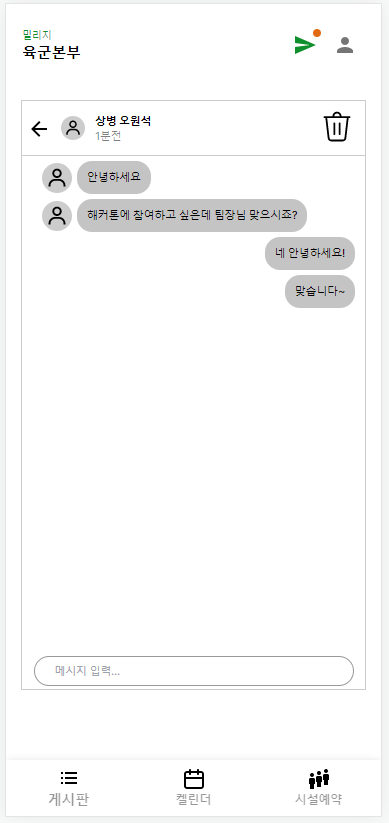 밀리지
육군본부
상병 오원석
1분전
안녕하세요
해커톤에 참여하고 싶은데 팀장님 맞으시죠?
네 안녕하세요!
맞습니다~
메시지 입력...
게시판
켈린더
시설예약